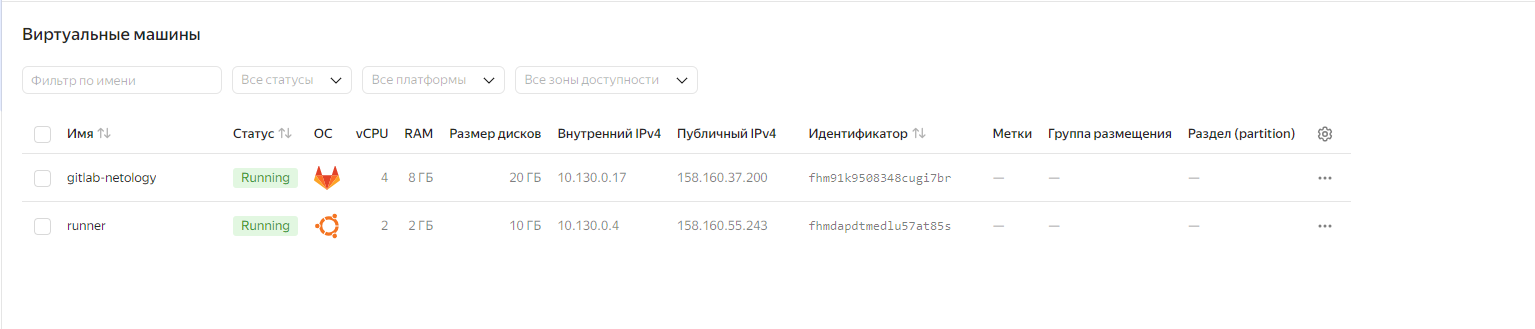 Виртуальные машины
Фильтр по имени Все статусы Все платформы Все зоны доступности
Имя Статус ОС vCPU RAM Размер дисков Внутренний IPv4 Публичный IPv4 Идентификатор Метки Группа размещения Раздел (partition)
gitlab-netology Running 4 8 ГБ 20 ГБ 10.130.0.17 158.160.37.200 fhm91k9508348cugi7br — — —
runner Running 2 2 ГБ 10 ГБ 10.130.0.4 158.160.55.243 fhmdapdtmedlu57at85s — — —